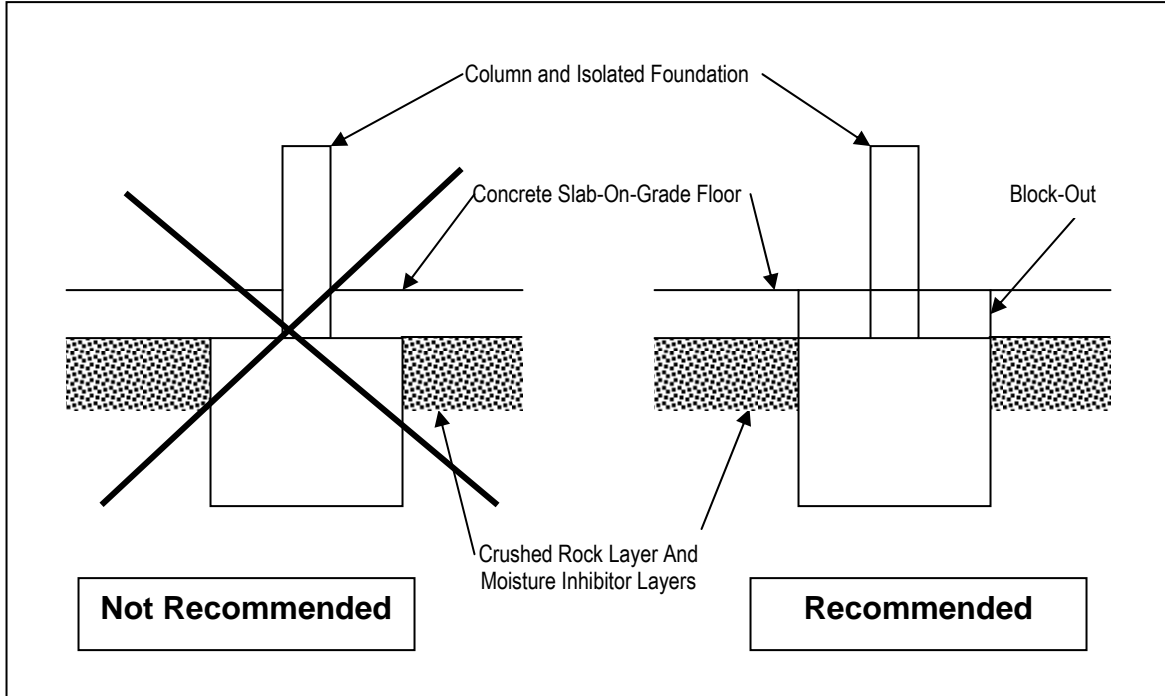 Column and Isolated Foundation
Concrete Slab-On-Grade Floor
Block-Out
Crushed Rock Layer And
Moisture Inhibitor Layers
Not Recommended
Recommended